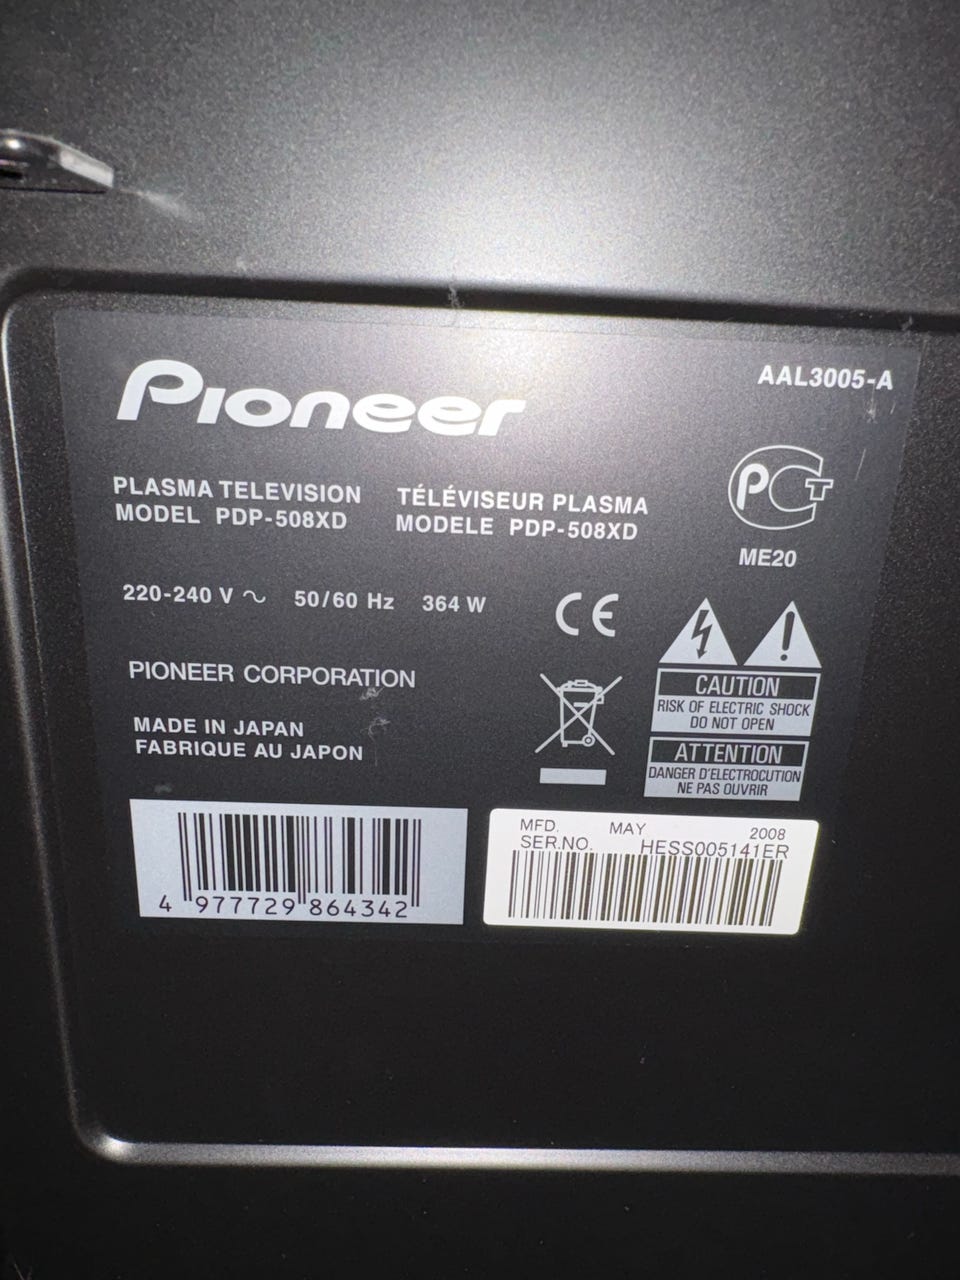 Pioneer
AAL3005-A
PLASMA TELEVISION
MODEL PDP-508XD
TÉLÉVISEUR PLASMA
MODELE PDP-508XD
PCT
ME20
220-240 V ~ 50/60 Hz 364 W
CE
PIONEER CORPORATION
MADE IN JAPAN
FABRIQUE AU JAPON
CAUTION
RISK OF ELECTRIC SHOCK
DO NOT OPEN
ATTENTION
DANGER D'ELECTROCUTION
NE PAS OUVRIR
4 977729 864342
MFD. MAY 2008
SER.NO. HESS005141ER